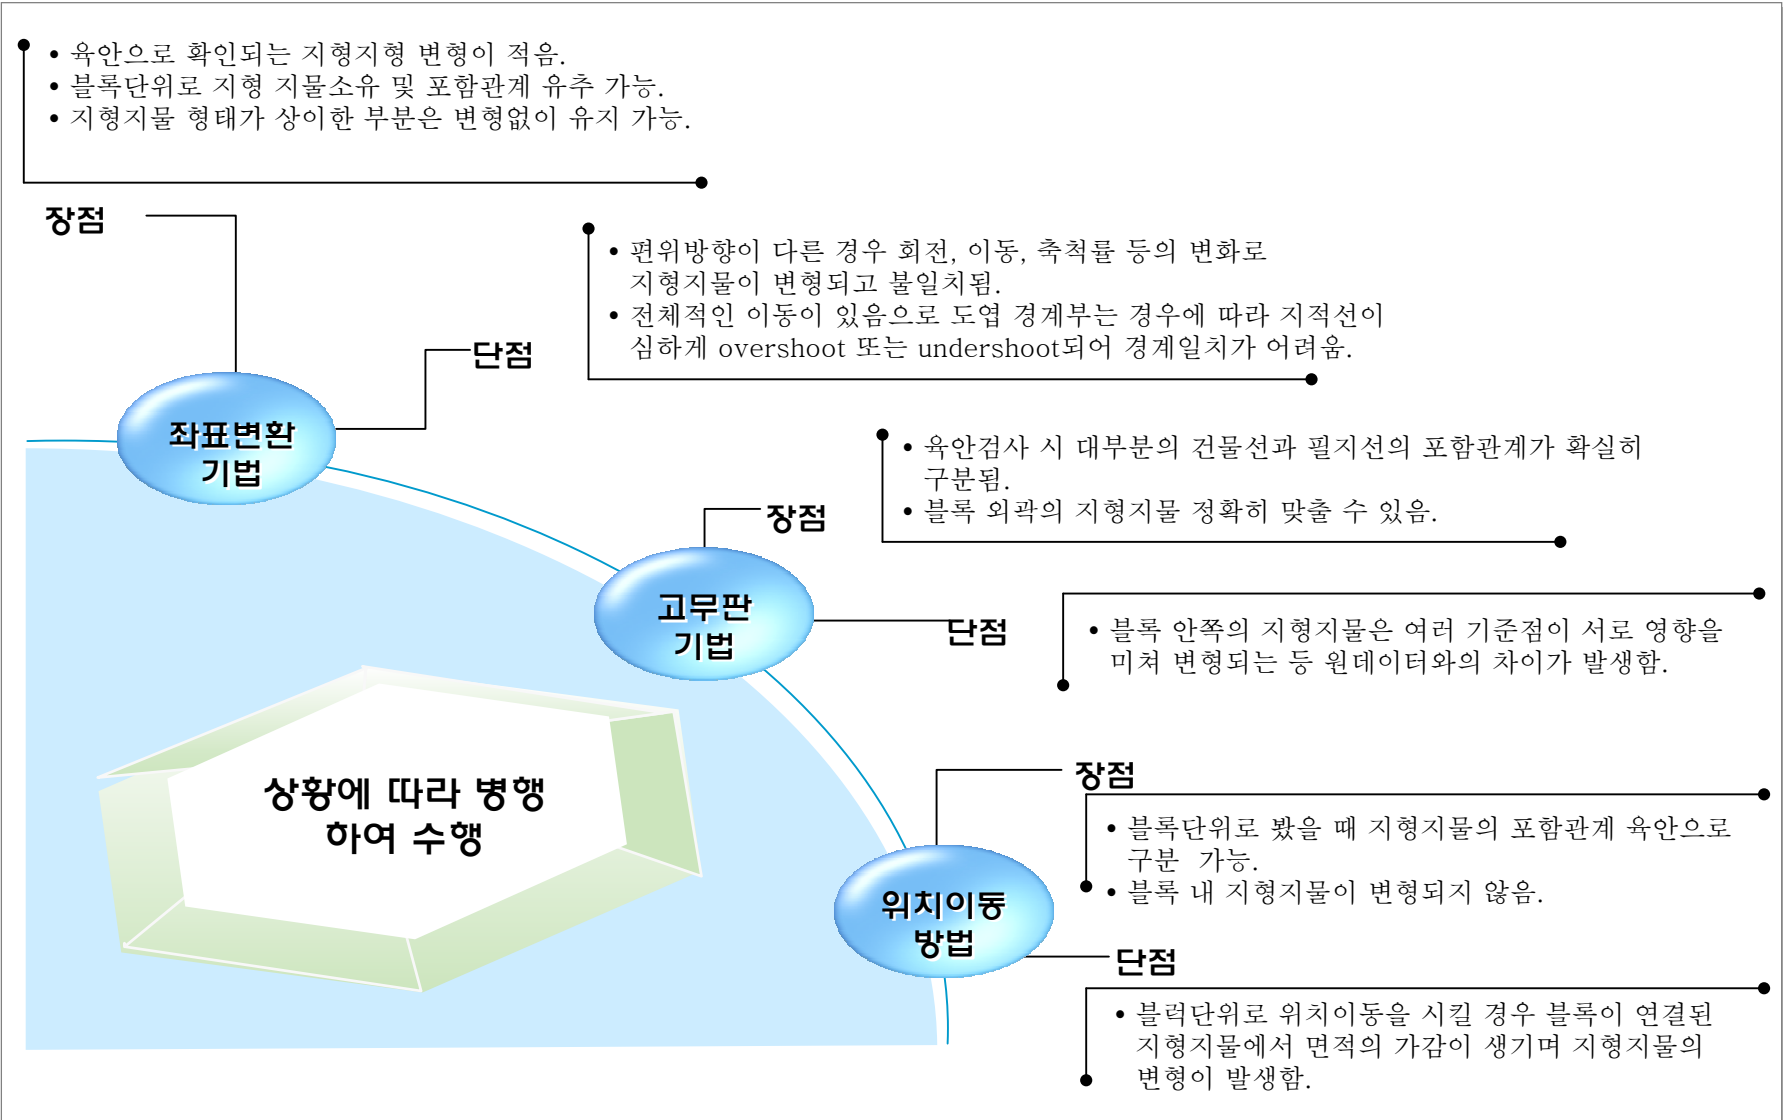 • 육안으로 확인되는 지형지형 변형이 적음.
• 블록단위로 지형 지물소유 및 포함관계 유추 가능.
• 지형지물 형태가 상이한 부분은 변형없이 유지 가능.
장점
• 편위방향이 다른 경우 회전, 이동, 축척률 등의 변화로
지형지물이 변형되고 불일치됨.
• 전체적인 이동이 있음으로 도엽 경계부는 경우에 따라 지적선이
심하게 overshoot 또는 undershoot되어 경계일치가 어려움.
단점
좌표변환
기법
• 육안검사 시 대부분의 건물선과 필지선의 포함관계가 확실히
구분됨.
• 블록 외곽의 지형지물 정확히 맞출 수 있음.
장점
고무판
기법
단점
• 블록 안쪽의 지형지물은 여러 기준점이 서로 영향을
미쳐 변형되는 등 원데이터와의 차이가 발생함.
상황에 따라 병행
하여 수행
장점
• 블록단위로 봤을 때 지형지물의 포함관계 육안으로
구분 가능.
• 블록 내 지형지물이 변형되지 않음.
위치이동
방법
단점
• 블럭단위로 위치이동을 시킬 경우 블록이 연결된
지형지물에서 면적의 가감이 생기며 지형지물의
변형이 발생함.